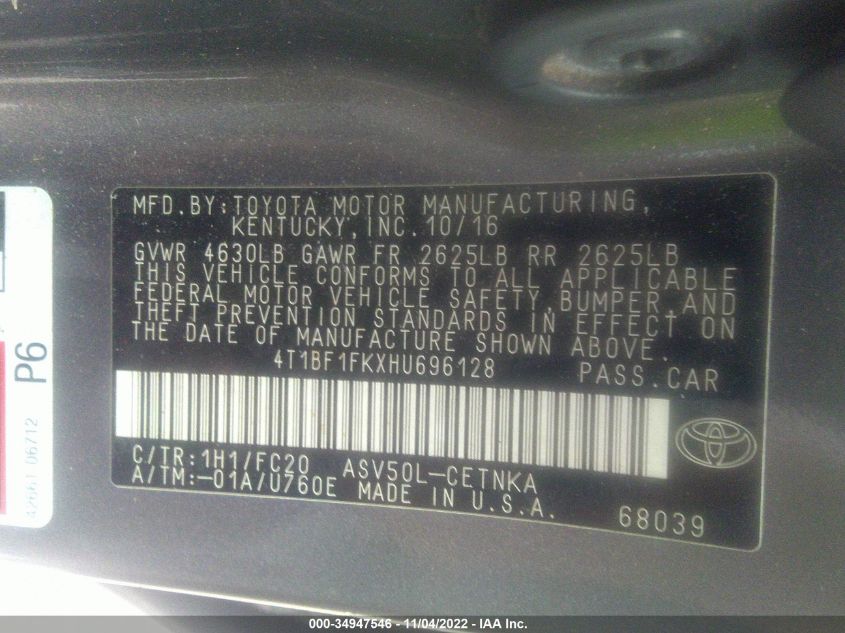 MFD.BY:TOYOTA MOTOR MANUFACTURING,
KENTUCKY, INC. 10/16
GVWR 4630LB GAWR FR 2625LB RR 2625LB
THIS VEHICLE CONFORMS TO ALL APPLICABLE
FEDERAL MOTOR VEHICLE SAFETY,BUMPER,AND
THEFT PREVENTION STANDARDS IN EFFECT ON
THE DATE OF MANUFACTURE SHOWN ABOVE.
4T1BF1FKXHU696128 PASS.CAR
C/TR:1H1/FC20 ASV50L-CETNKA
A/TM:-01A/U760E MADE IN U.S.A.
68039
P6
06712
000-34947546 - 11/04/2022 - IAA Inc.